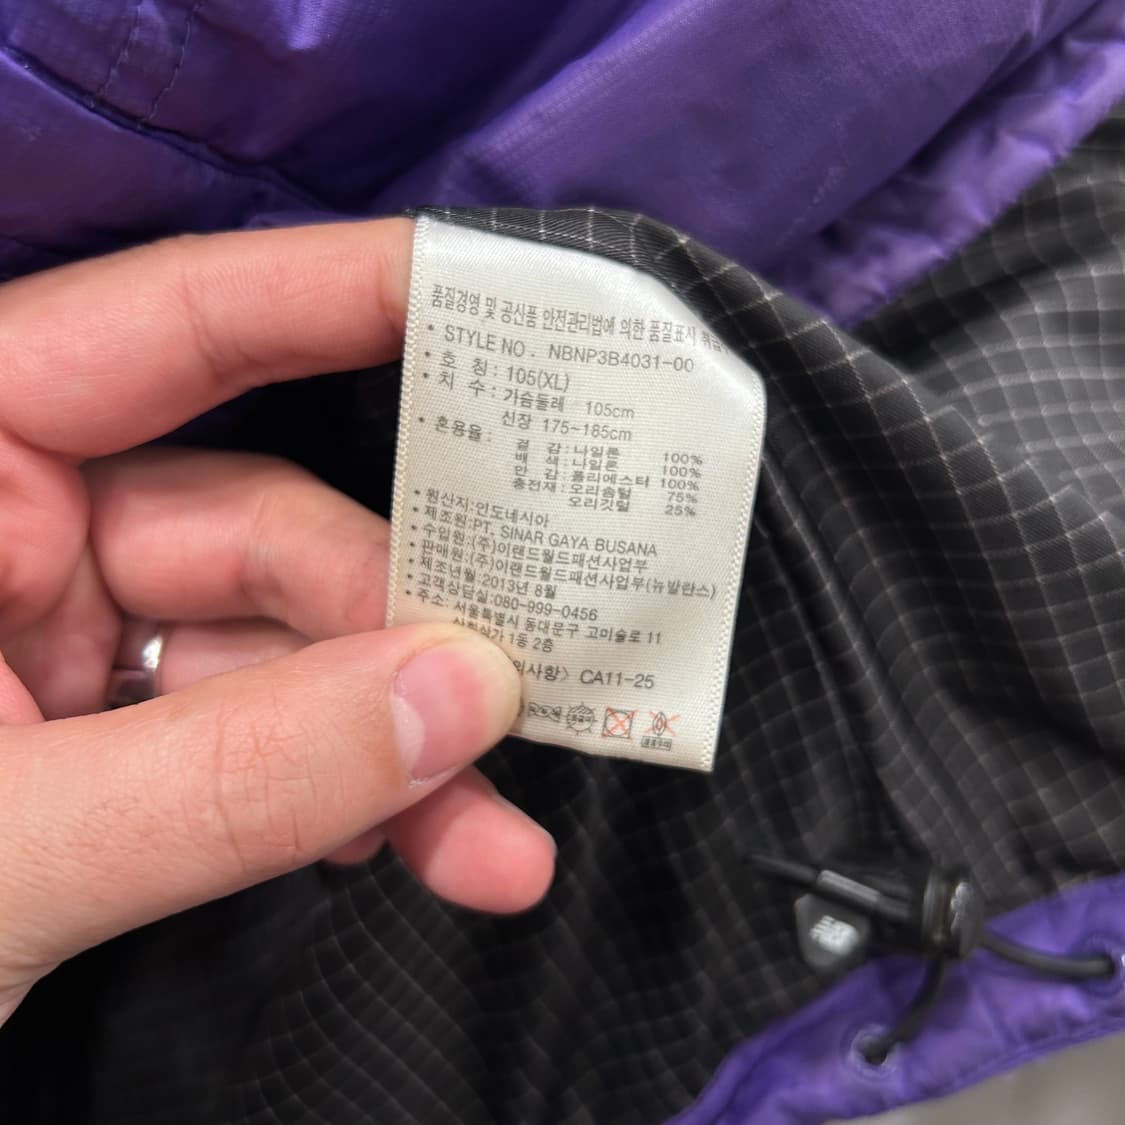 품질경영 및 공산품 안전관리법에 의한 품질표시
• STYLE NO . NBNP3B4031-00
• 호 칭 : 105(XL)
• 치 수 : 가슴둘레 105cm
신장 175~185cm
• 혼용율 :
겉 감 : 나일론 100%
배 색 : 나일론 100%
안 감 : 폴리에스터 100%
충전재 : 오리솜털 75%
오리깃털 25%
• 원산지:인도네시아
• 제조원:PT. SINAR GAYA BUSANA
• 수입원:(주)이랜드월드패션사업부
• 판매원:(주)이랜드월드패션사업부(뉴발란스)
• 제조년월:2013년 8월
• 고객상담실:080-999-0456
• 주소: 서울특별시 동대문구 고미술로 11
1동 2층
의사항> CA11-25